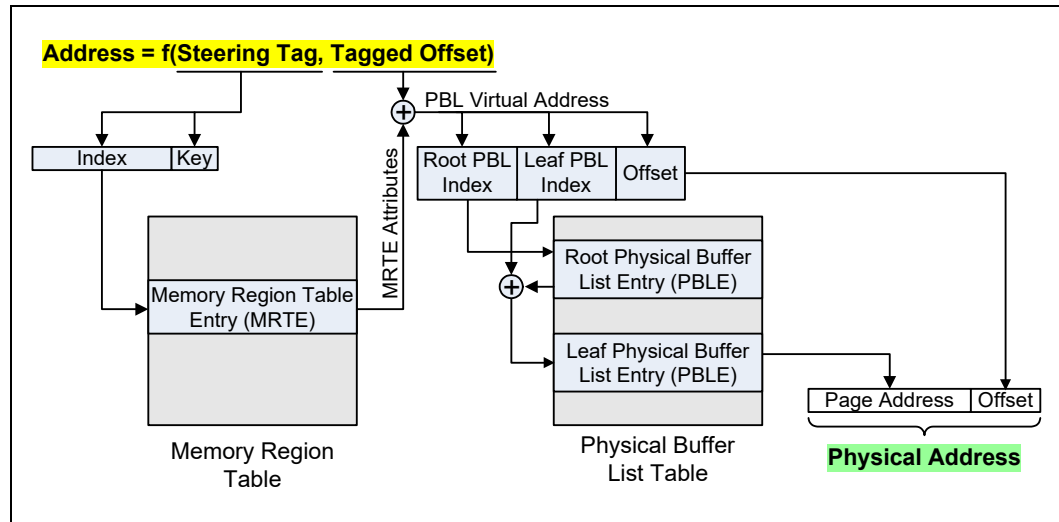 Address = f(Steering Tag, Tagged Offset)
PBL Virtual Address
Index
Key
MRTE Attributes
Root PBL
Index
Leaf PBL
Index
Offset
Memory Region Table
Entry (MRTE)
Root Physical Buffer
List Entry (PBLE)
Leaf Physical Buffer
List Entry (PBLE)
Page Address
Offset
Memory Region
Table
Physical Buffer
List Table
Physical Address